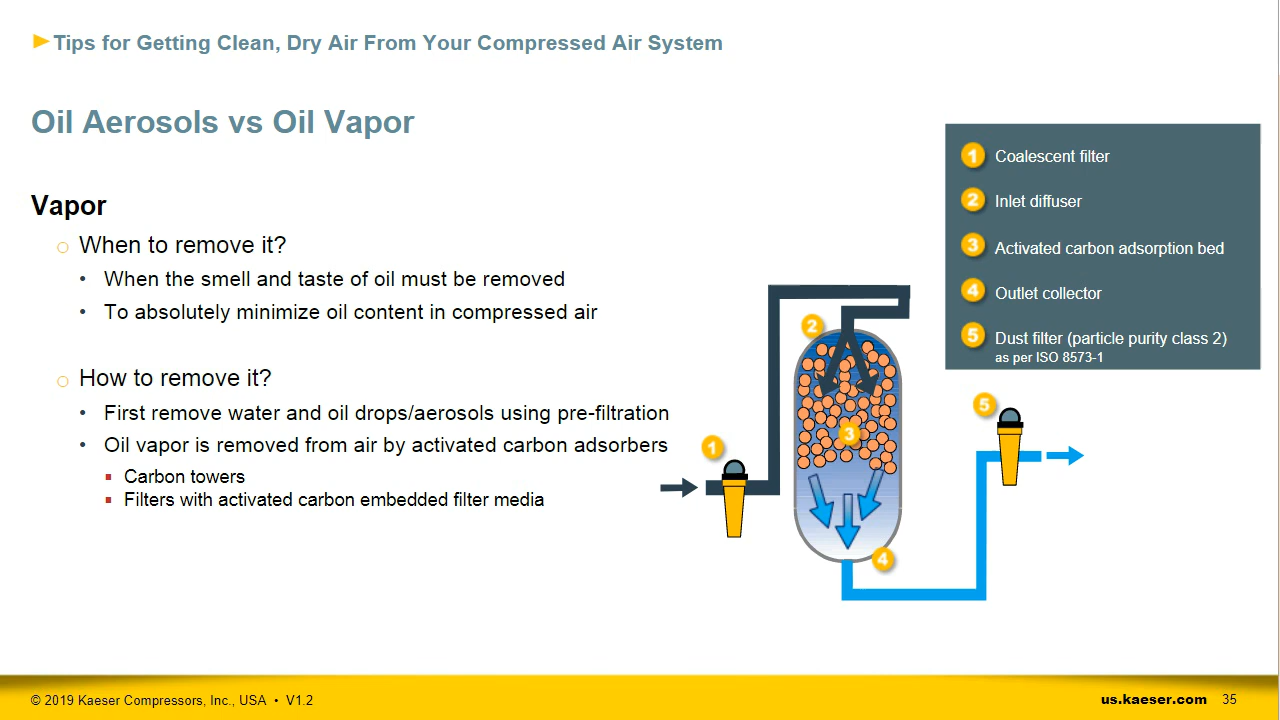 Tips for Getting Clean, Dry Air From Your Compressed Air System
Oil Aerosols vs Oil Vapor
Vapor
When to remove it?
• When the smell and taste of oil must be removed
• To absolutely minimize oil content in compressed air
How to remove it?
• First remove water and oil drops/aerosols using pre-filtration
• Oil vapor is removed from air by activated carbon adsorbers
Carbon towers
Filters with activated carbon embedded filter media
1 Coalescent filter
2 Inlet diffuser
3 Activated carbon adsorption bed
4 Outlet collector
5 Dust filter (particle purity class 2)
as per ISO 8573-1
1
2
3
4
5
© 2019 Kaeser Compressors, Inc., USA • V1.2
us.kaeser.com 35